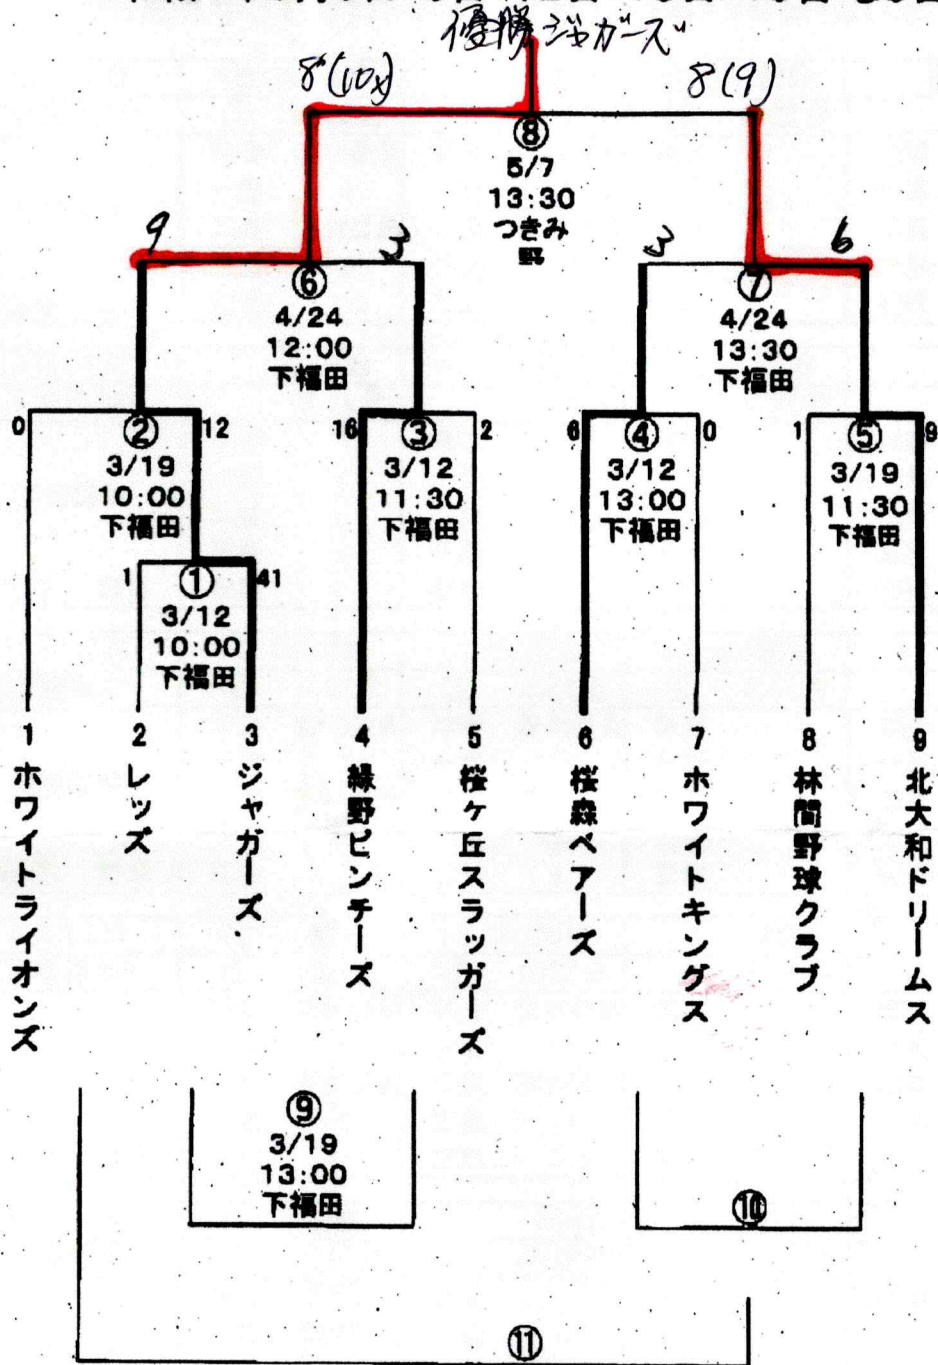 優勝 ジャガーズ
8(10x) 8(9)
⑧
5/7
13:30
つきみ
野
9 3 3 6
⑥
4/24
12:00
下福田
⑦
4/24
13:30
下福田
0 ② 12
3/19
10:00
下福田
16 ③ 2
3/12
11:30
下福田
6 ④ 0
3/12
13:00
下福田
1 ⑤ 9
3/19
11:30
下福田
1 ① 41
3/12
10:00
下福田
1 ホワイトライオンズ
2 レッズ
3 ジャガーズ
4 緑野ビンチーズ
5 桜ヶ丘スラッガーズ
6 桜森ベアーズ
7 ホワイトキングス
8 林間野球クラブ
9 北大和ドリームス
⑨
3/19
13:00
下福田
⑩
⑪